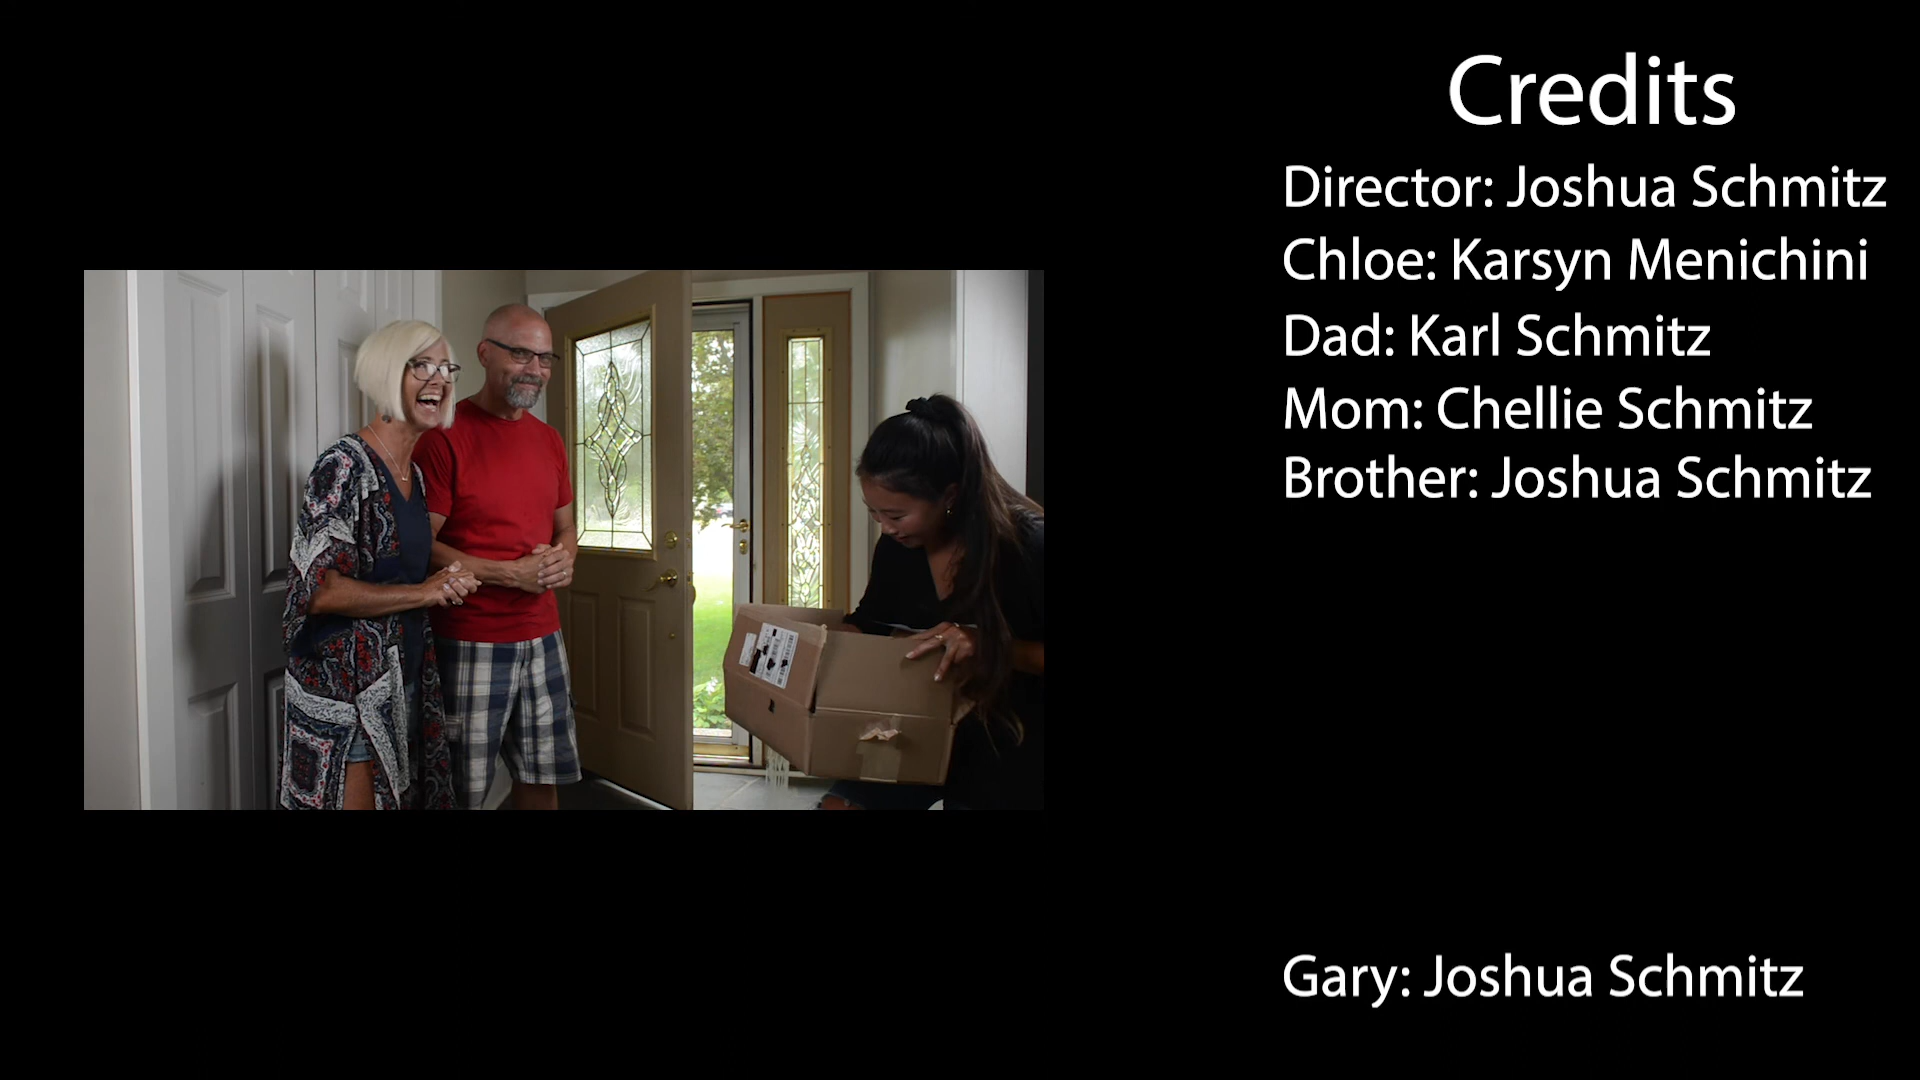 Credits
Director: Joshua Schmitz
Chloe: Karsyn Menichini
Dad: Karl Schmitz
Mom: Chellie Schmitz
Brother: Joshua Schmitz
Gary: Joshua Schmitz